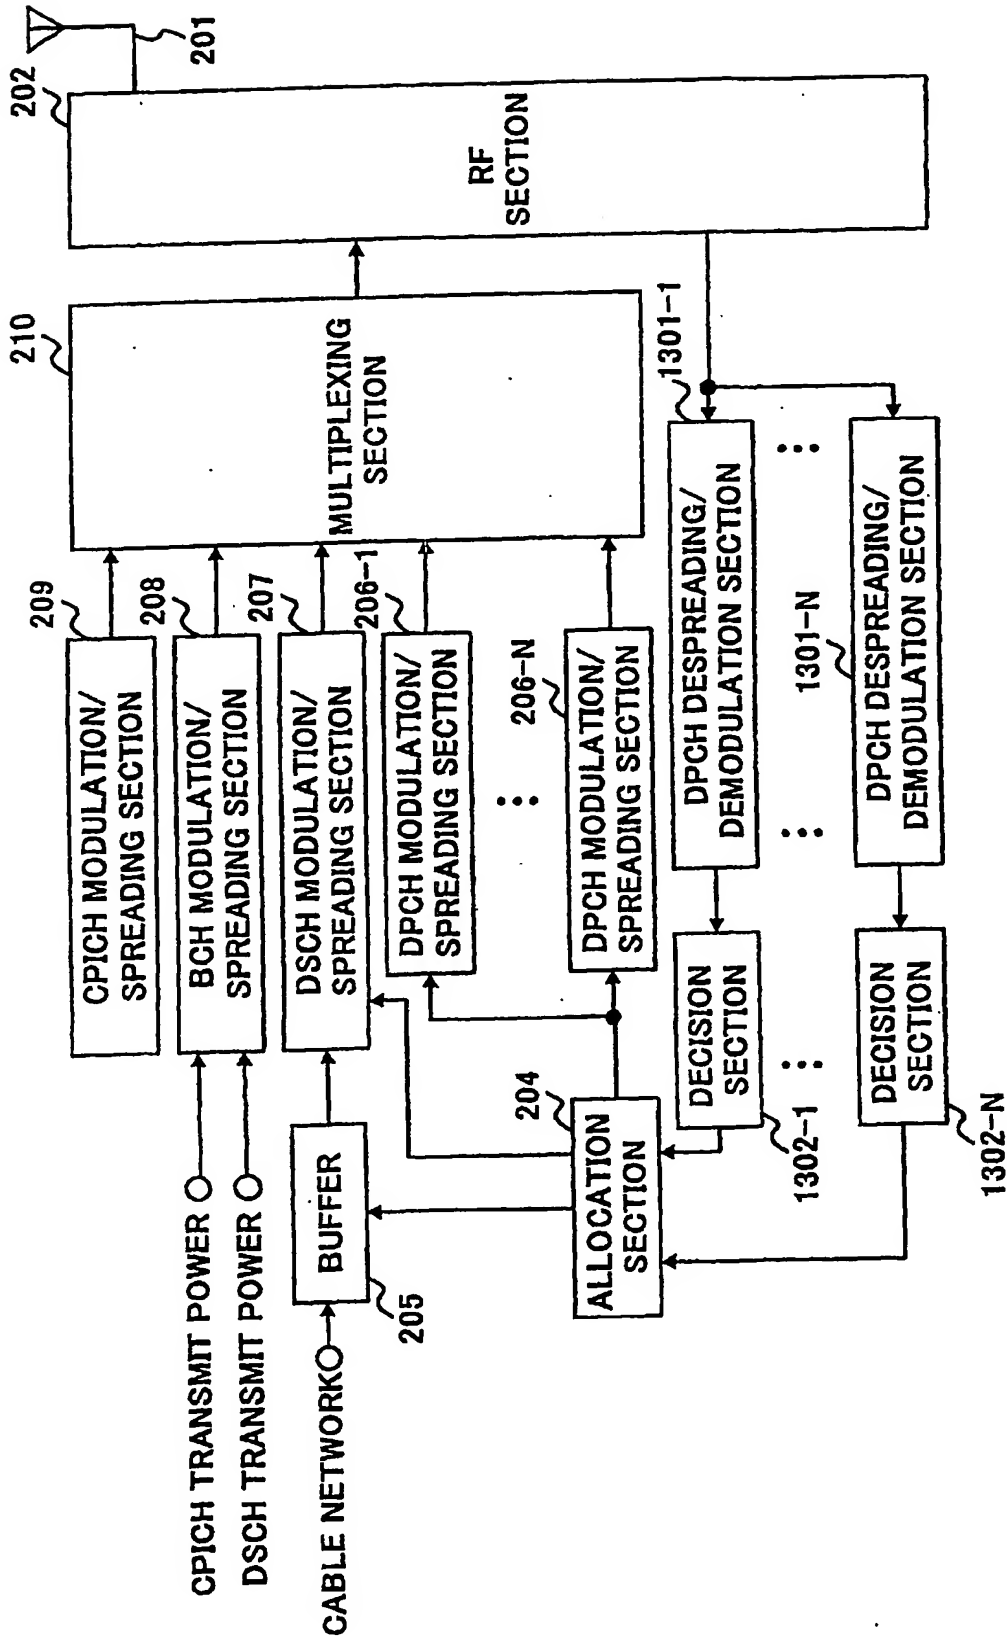 201
202
RF
SECTION
210
MULTIPLEXING
SECTION
209
CPICH MODULATION/
SPREADING SECTION
208
BCH MODULATION/
SPREADING SECTION
207
DSCH MODULATION/
SPREADING SECTION
206-1
DPCH MODULATION/
SPREADING SECTION
206-N
DPCH MODULATION/
SPREADING SECTION
1301-1
DPCH DESPREADING/
DEMODULATION SECTION
1301-N
DPCH DESPREADING/
DEMODULATION SECTION
CPICH TRANSMIT POWER
DSCH TRANSMIT POWER
CABLE NETWORK
BUFFER
205
204
ALLOCATION
SECTION
DECISION
SECTION
1302-1
DECISION
SECTION
1302-N